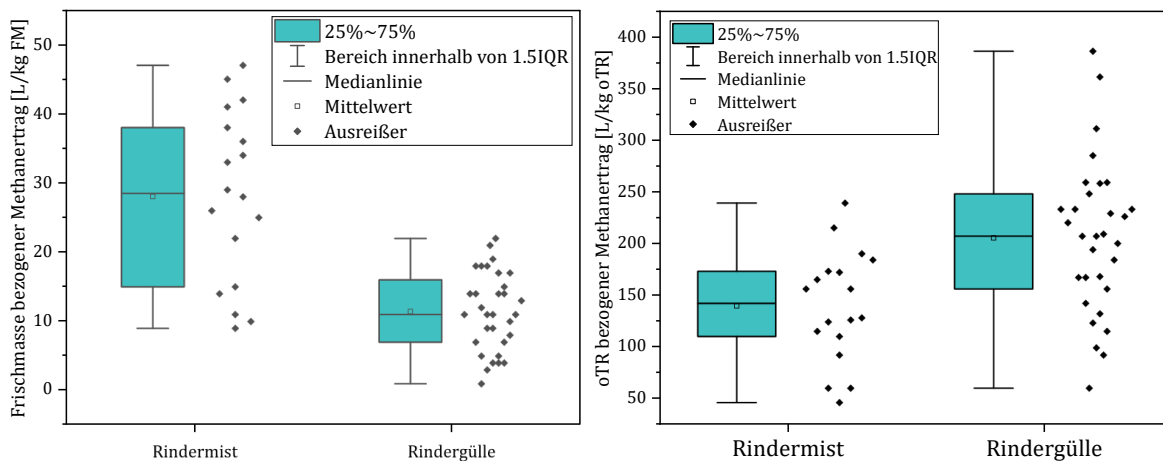 Frischmasse bezogener Methanertrag [L/kg FM]
50
40
30
20
10
0
25%~75%
Bereich innerhalb von 1.5IQR
Medianlinie
Mittelwert
Ausreißer
Rindermist
Rindergülle
oTR bezogener Methanertrag [L/kg oTR]
400
350
300
250
200
150
100
50
25%~75%
Bereich innerhalb von 1.5IQR
Medianlinie
Mittelwert
Ausreißer
Rindermist
Rindergülle